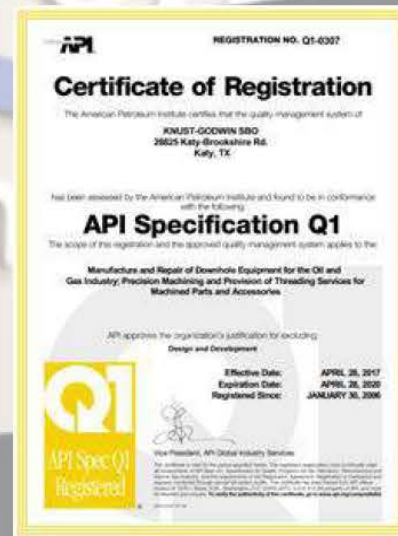 API
REGISTRATION NO. Q1-0307
Certificate of Registration
The American Petroleum Institute certifies that the quality management system of
KNUST-GODWIN SBO
26625 Katy-Brookshire Rd.
Katy, TX
has been assessed by the American Petroleum Institute and found to be in conformance
with the following:
API Specification Q1
The scope of this registration and the approved quality management system applies to the
Manufacture and Repair of Downhole Equipment for the Oil and
Gas Industry; Precision Machining and Provision of Threading Services for
Machined Parts and Accessories
API approves the organization's justification for excluding:
Design and Development
Effective Date: APRIL 28, 2017
Expiration Date: APRIL 28, 2020
Registered Since: JANUARY 30, 2006
Q1
API Spec Q1
Registered
Vice President, API Global Industry Services